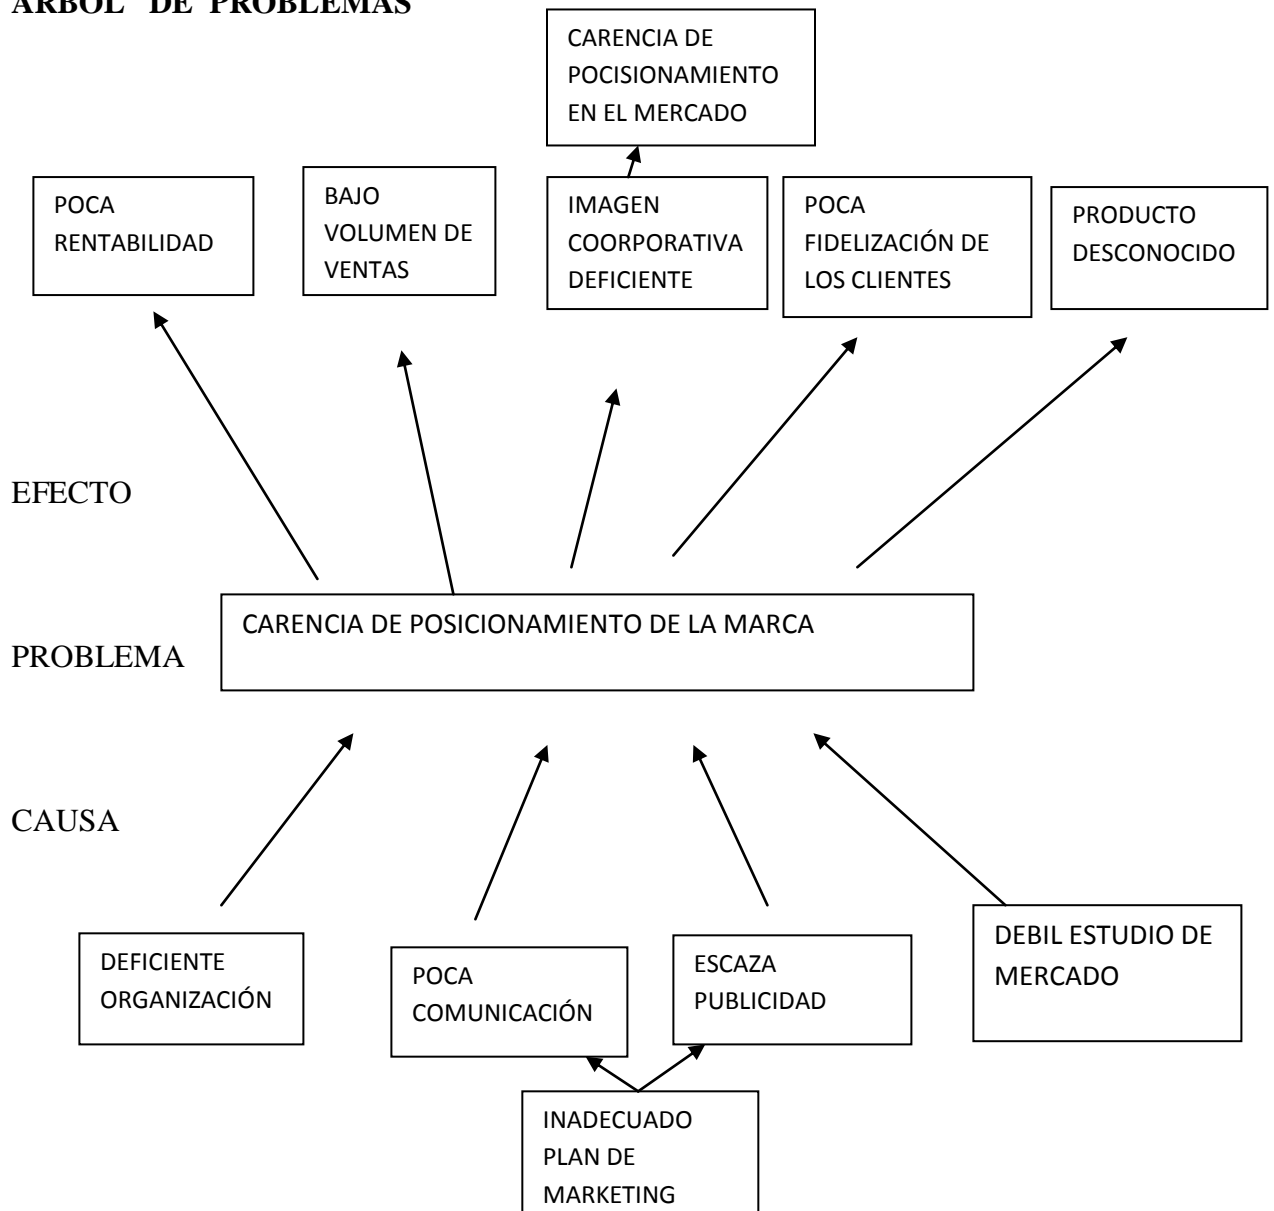 ARBOL DE PROBLEMAS
CARENCIA DE
POCISIONAMIENTO
EN EL MERCADO
POCA
RENTABILIDAD
BAJO
VOLUMEN DE
VENTAS
IMAGEN
COORPORATIVA
DEFICIENTE
POCA
FIDELIZACIÓN DE
LOS CLIENTES
PRODUCTO
DESCONOCIDO
EFECTO
CARENCIA DE POSICIONAMIENTO DE LA MARCA
PROBLEMA
CAUSA
DEFICIENTE
ORGANIZACIÓN
POCA
COMUNICACIÓN
ESCAZA
PUBLICIDAD
DEBIL ESTUDIO DE
MERCADO
INADECUADO
PLAN DE
MARKETING